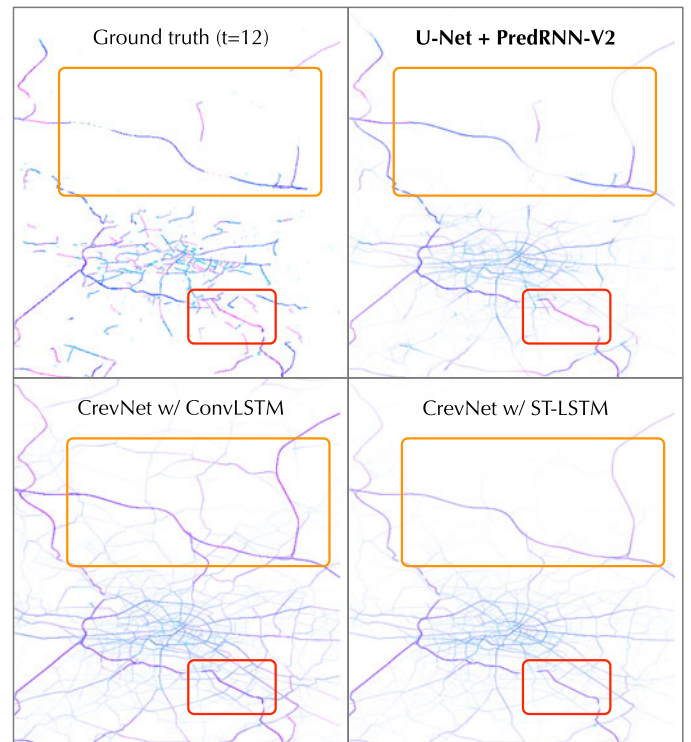 Ground truth (t=12)
U-Net + PredRNN-V2
CrevNet w/ ConvLSTM
CrevNet w/ ST-LSTM